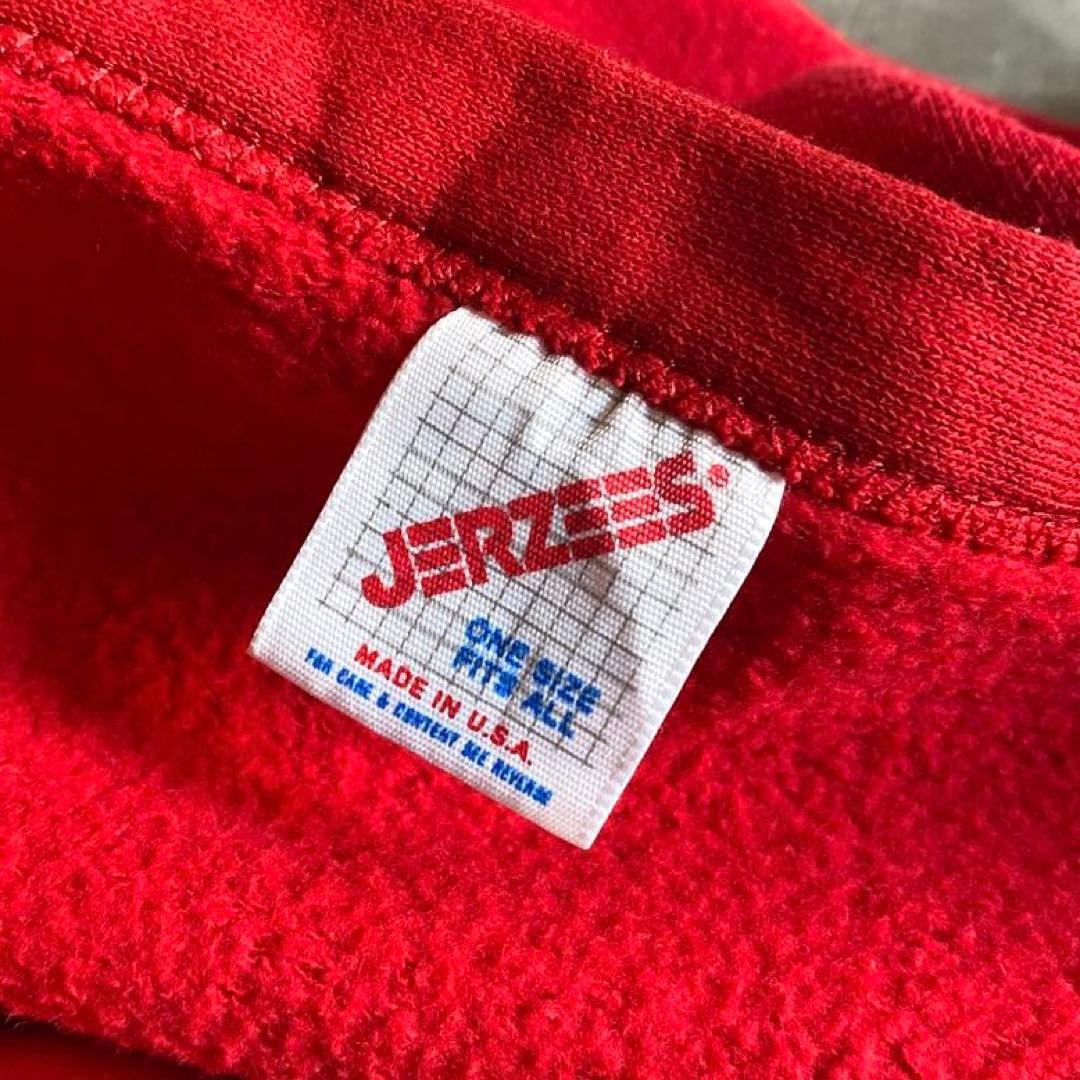 JERZEES®
ONE SIZE
FITS ALL
MADE IN U.S.A.
FOR CARE & CONTENT SEE REVERSE